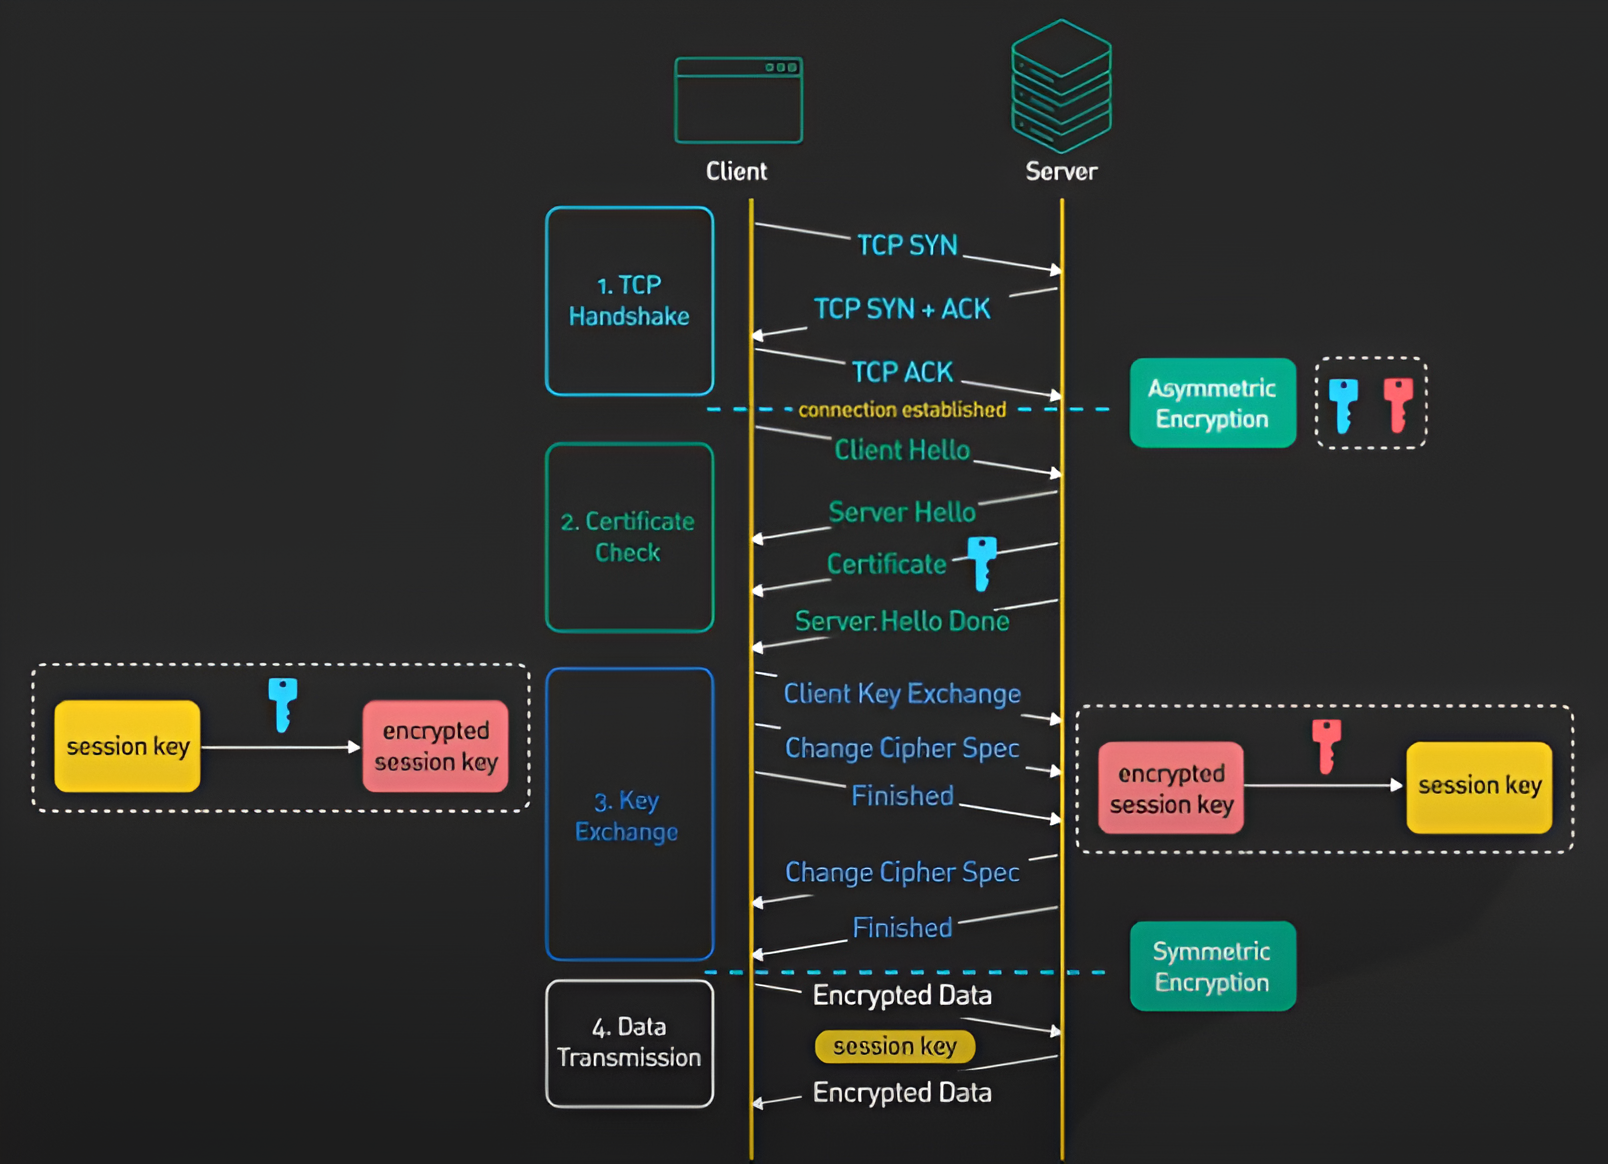 Client
Server
1. TCP
Handshake
TCP SYN
TCP SYN + ACK
TCP ACK
connection established
Asymmetric
Encryption
2. Certificate
Check
Client Hello
Server Hello
Certificate
Server.Hello Done
session key
encrypted
session key
3. Key
Exchange
Client Key Exchange
Change Cipher Spec
Finished
Change Cipher Spec
Finished
encrypted
session key
session key
Symmetric
Encryption
4. Data
Transmission
Encrypted Data
session key
Encrypted Data